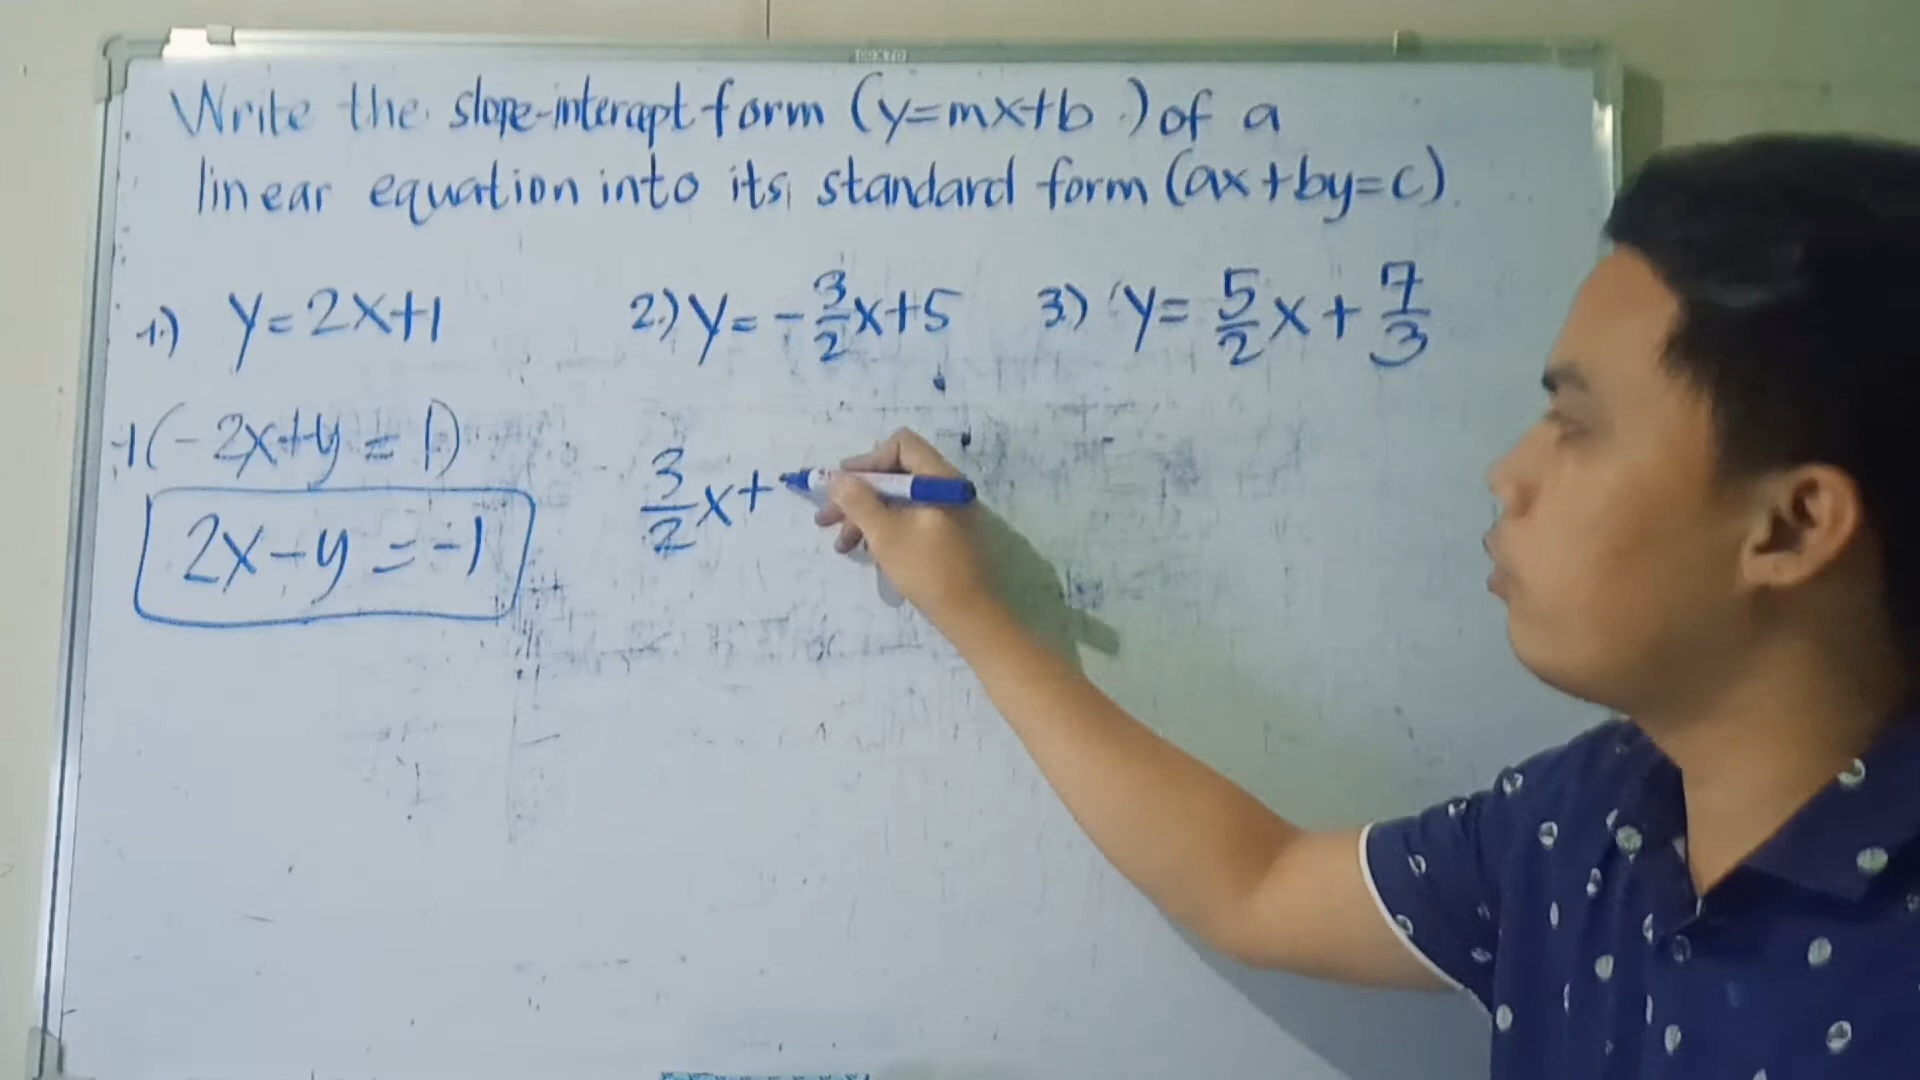 100x70
Write the slope-intercept form (y=mx+b) of a
linear equation into its standard form (ax+by=c).
1.) y=2x+1
2.) y=-3/2x+5
3.) y=5/2x+7/3
-1(-2x+y=1)
2x-y=-1
3/2x+